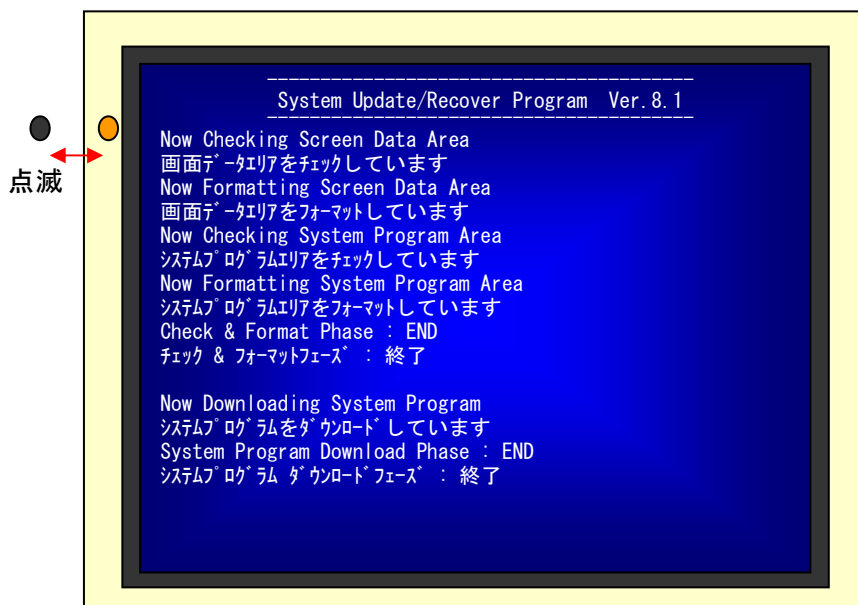 System Update/Recover Program Ver.8.1
Now Checking Screen Data Area
画面ﾃﾞｰﾀｴﾘｱをﾁｪｯｸしています
Now Formatting Screen Data Area
画面ﾃﾞｰﾀｴﾘｱをﾌｫｰﾏｯﾄしています
Now Checking System Program Area
ｼｽﾃﾑﾌﾟﾛｸﾞﾗﾑｴﾘｱをﾁｪｯｸしています
Now Formatting System Program Area
ｼｽﾃﾑﾌﾟﾛｸﾞﾗﾑｴﾘｱをﾌｫｰﾏｯﾄしています
Check & Format Phase : END
ﾁｪｯｸ & ﾌｫｰﾏｯﾄﾌｪｰｽﾞ : 終了
Now Downloading System Program
ｼｽﾃﾑﾌﾟﾛｸﾞﾗﾑをﾀﾞｳﾝﾛｰﾄﾞしています
System Program Download Phase : END
ｼｽﾃﾑﾌﾟﾛｸﾞﾗﾑ ﾀﾞｳﾝﾛｰﾄﾞﾌｪｰｽﾞ : 終了
点滅